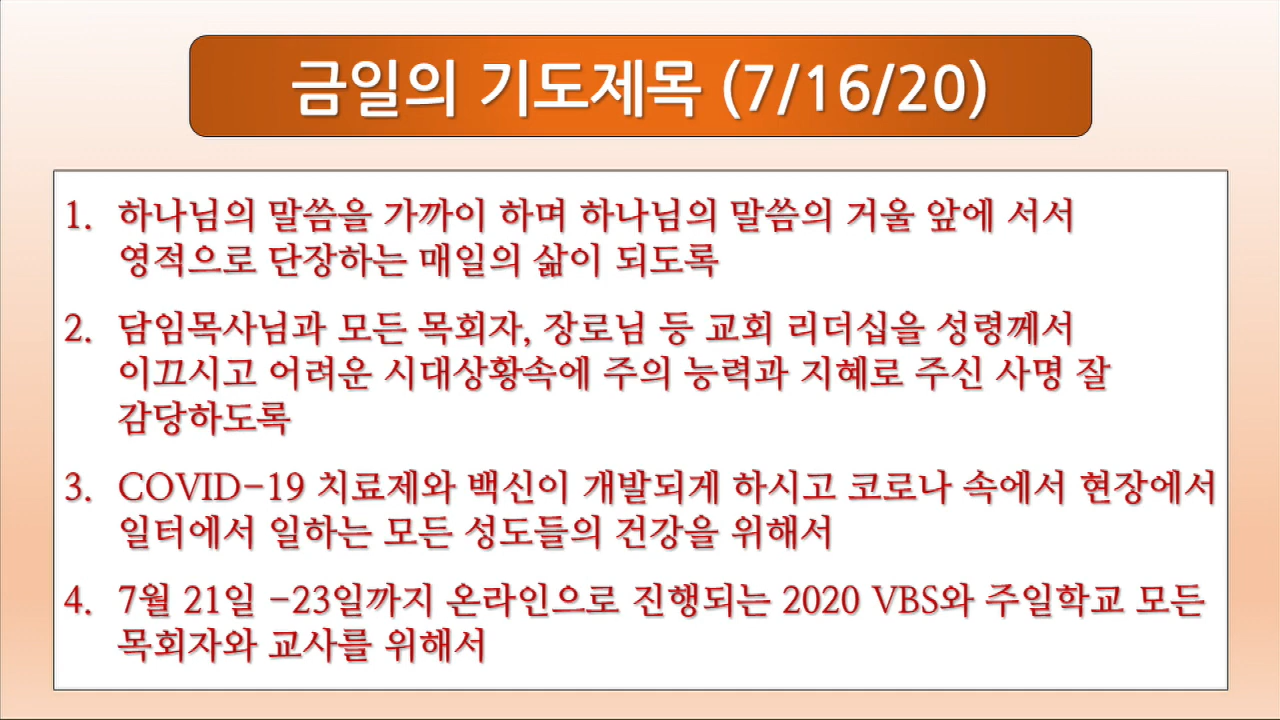 금일의 기도제목 (7/16/20)
1. 하나님의 말씀을 가까이 하며 하나님의 말씀의 거울 앞에 서서
영적으로 단장하는 매일의 삶이 되도록
2. 담임목사님과 모든 목회자, 장로님 등 교회 리더십을 성령께서
이끄시고 어려운 시대상황속에 주의 능력과 지혜로 주신 사명 잘
감당하도록
3. COVID-19 치료제와 백신이 개발되게 하시고 코로나 속에서 현장에서
일터에서 일하는 모든 성도들의 건강을 위해서
4. 7월 21일 -23일까지 온라인으로 진행되는 2020 VBS와 주일학교 모든
목회자와 교사를 위해서